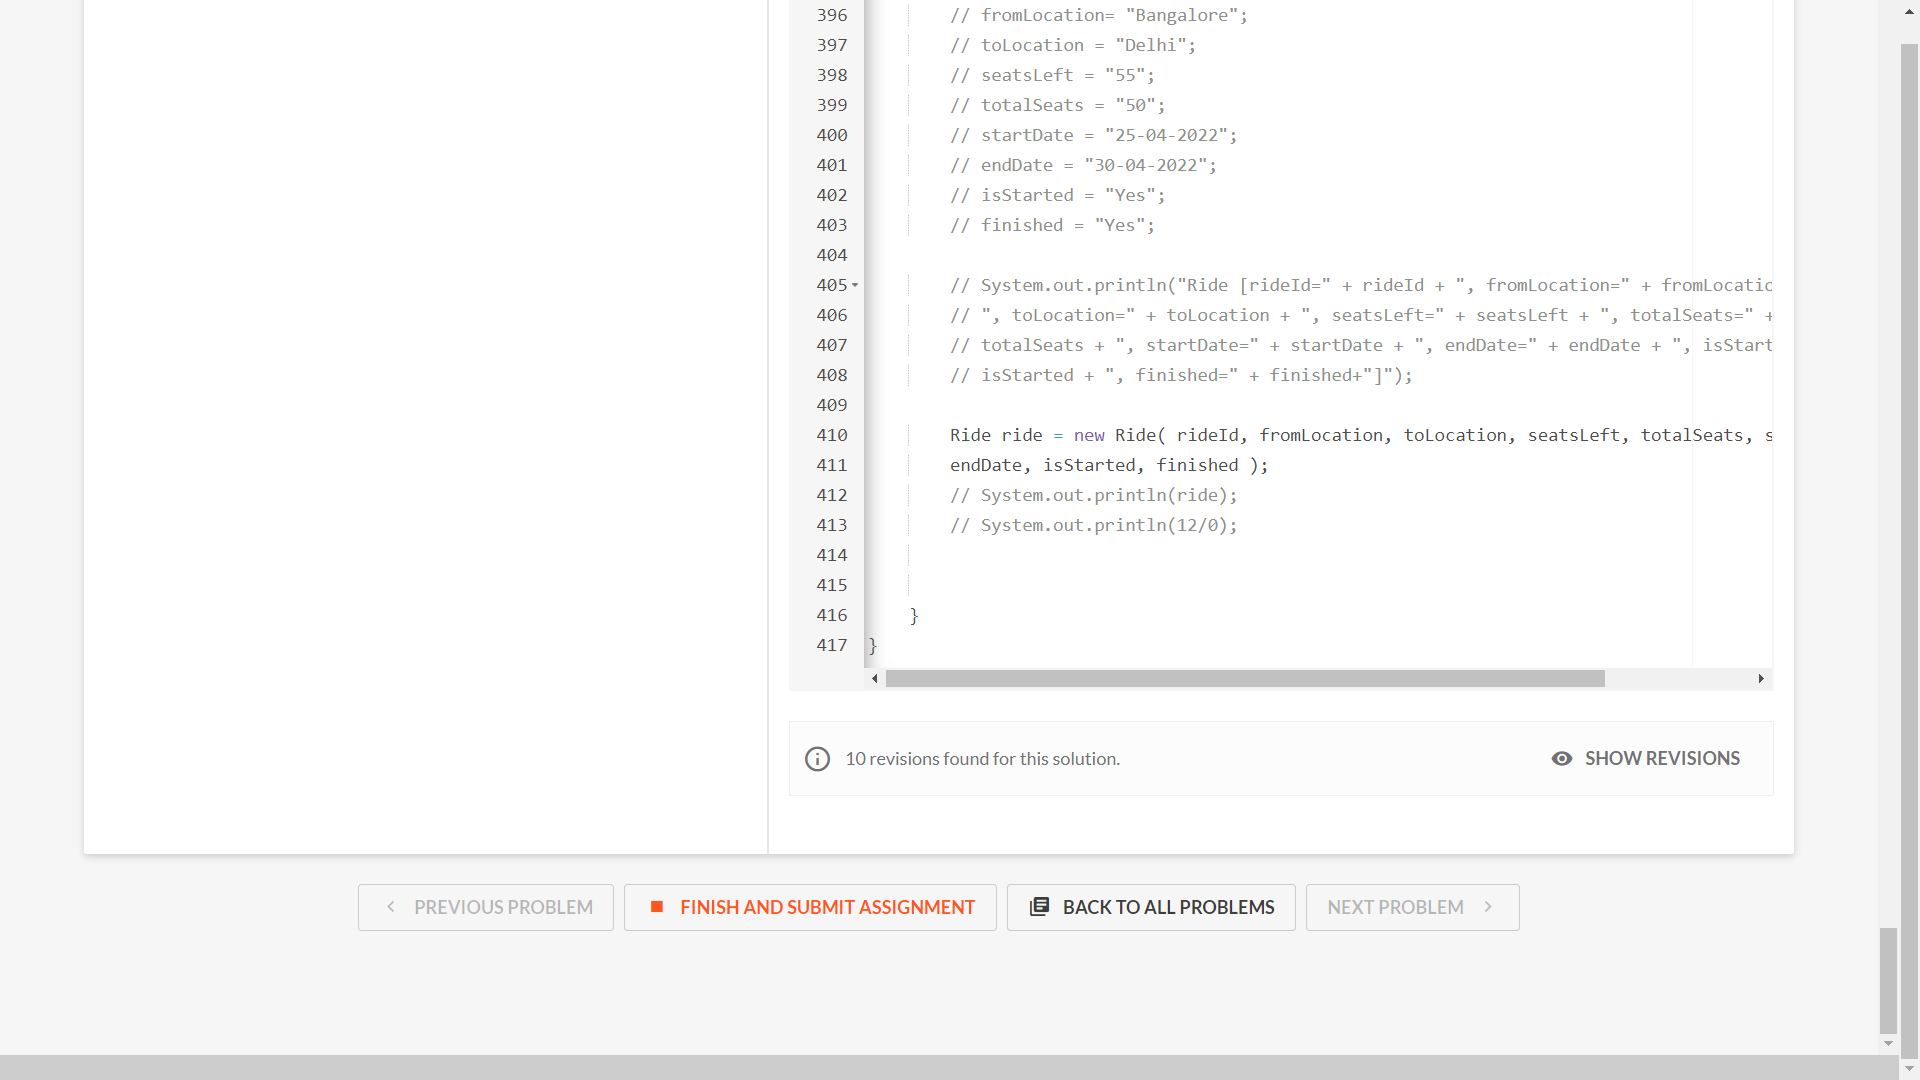 396 // fromLocation= "Bangalore";
397 // toLocation = "Delhi";
398 // seatsLeft = "55";
399 // totalSeats = "50";
400 // startDate = "25-04-2022";
401 // endDate = "30-04-2022";
402 // isStarted = "Yes";
403 // finished = "Yes";
404
405 // System.out.println("Ride [rideId=" + rideId + ", fromLocation=" + fromLocatio
406 // ", toLocation=" + toLocation + ", seatsLeft=" + seatsLeft + ", totalSeats=" +
407 // totalSeats + ", startDate=" + startDate + ", endDate=" + endDate + ", isStart
408 // isStarted + ", finished=" + finished+"]");
409
410 Ride ride = new Ride( rideId, fromLocation, toLocation, seatsLeft, totalSeats, s
411 endDate, isStarted, finished );
412 // System.out.println(ride);
413 // System.out.println(12/0);
414
415
416 }
417 }
10 revisions found for this solution. SHOW REVISIONS
PREVIOUS PROBLEM FINISH AND SUBMIT ASSIGNMENT BACK TO ALL PROBLEMS NEXT PROBLEM